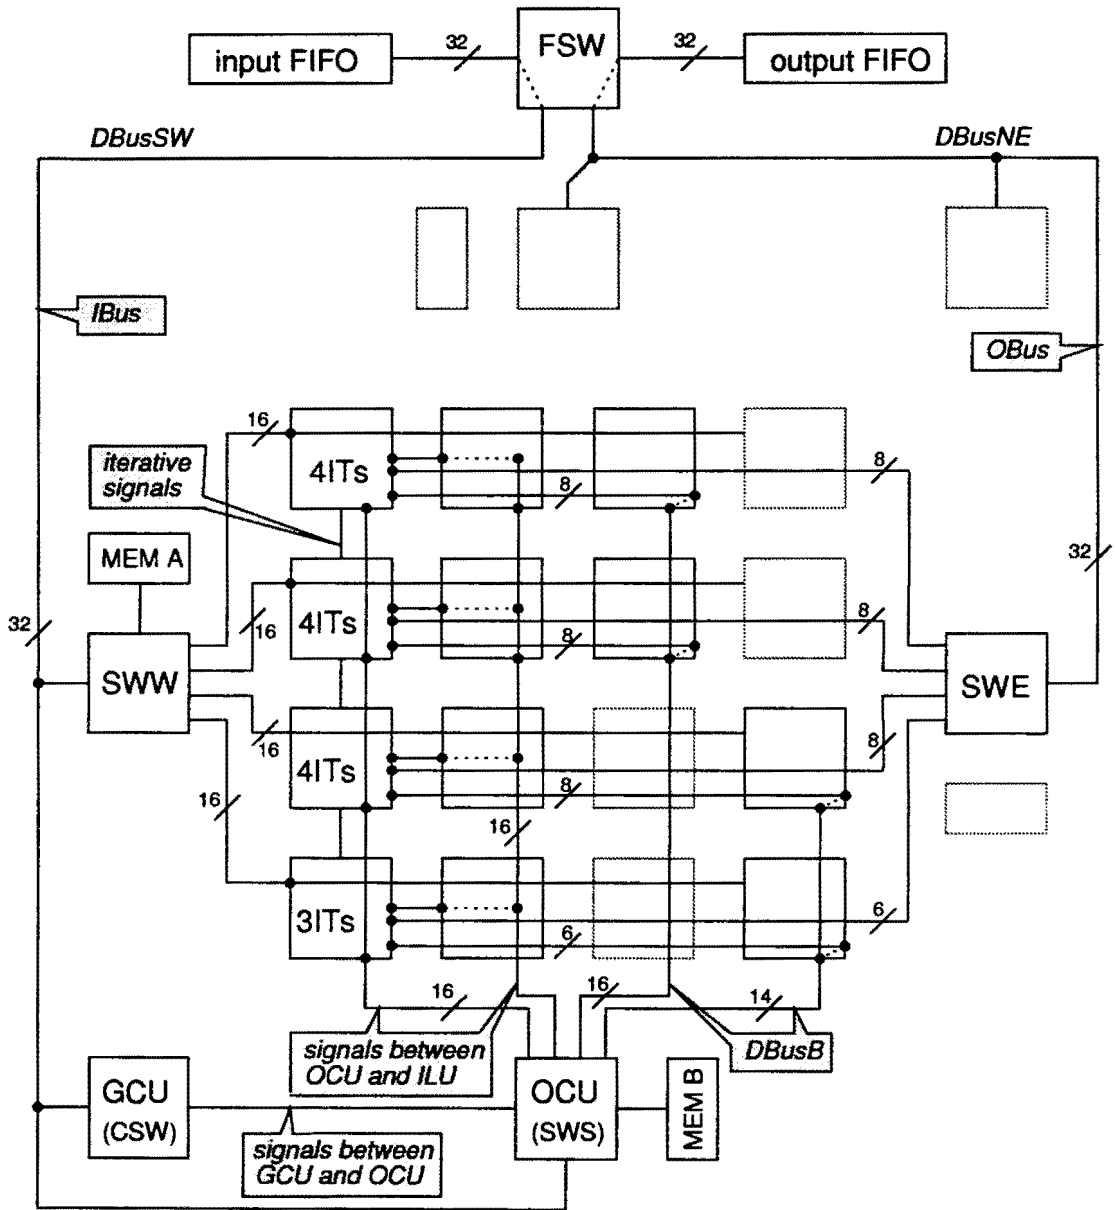 input FIFO
32
FSW
32
output FIFO
DBusSW
DBusNE
IBus
OBus
16
iterative
signals
4ITs
8
8
MEM A
32
32
16
4ITs
8
8
SWW
SWE
16
4ITs
8
8
16
16
3ITs
6
6
16
16
14
signals between
OCU and ILU
DBusB
GCU
(CSW)
OCU
(SWS)
MEM B
signals between
GCU and OCU